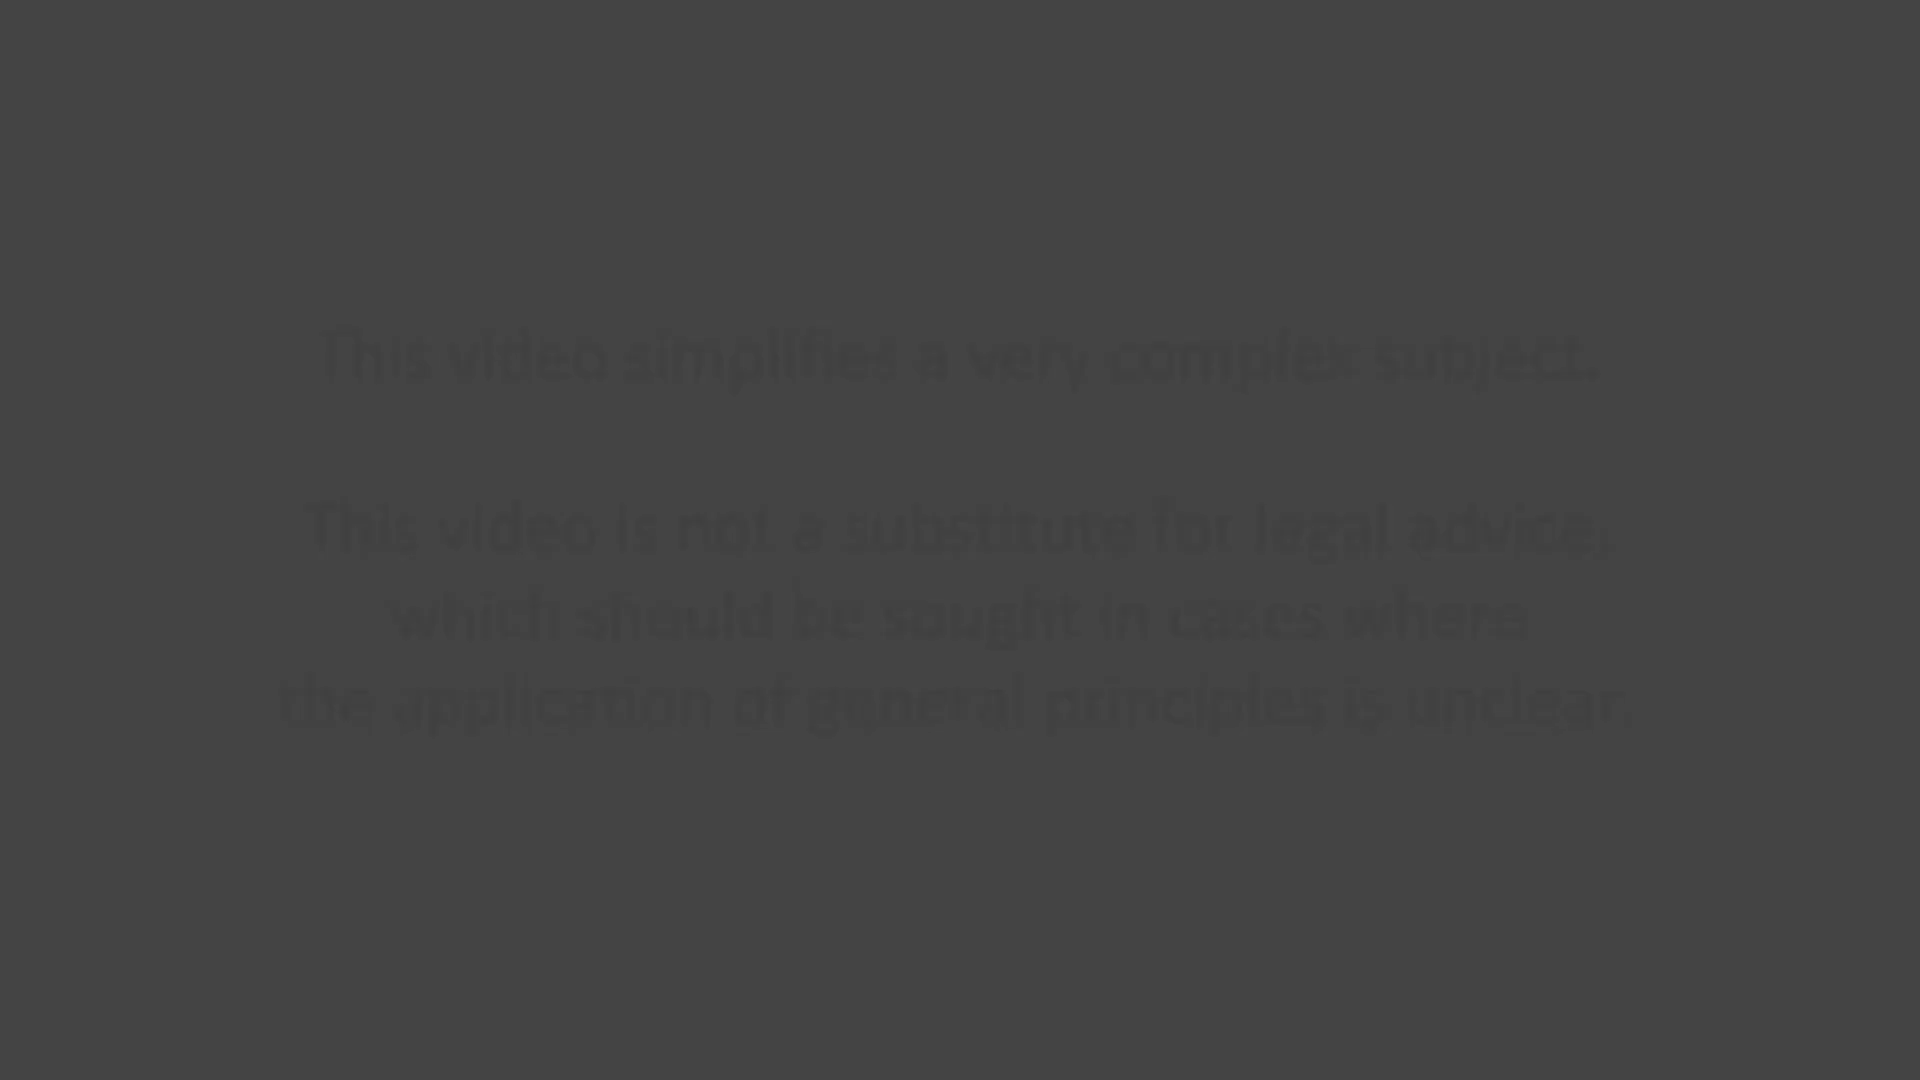 This video simplifies a very complex subject.
This video is not a substitute for legal advice,
which should be sought in cases where
the application of general principles is unclear.